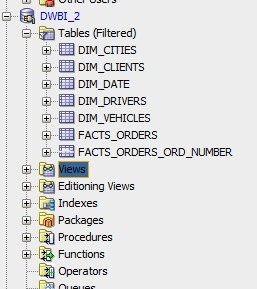 Other Users
DWBI_2
Tables (Filtered)
DIM_CITIES
DIM_CLIENTS
DIM_DATE
DIM_DRIVERS
DIM_VEHICLES
FACTS_ORDERS
FACTS_ORDERS_ORD_NUMBER
Views
Editioning Views
Indexes
Packages
Procedures
Functions
Operators
Queues